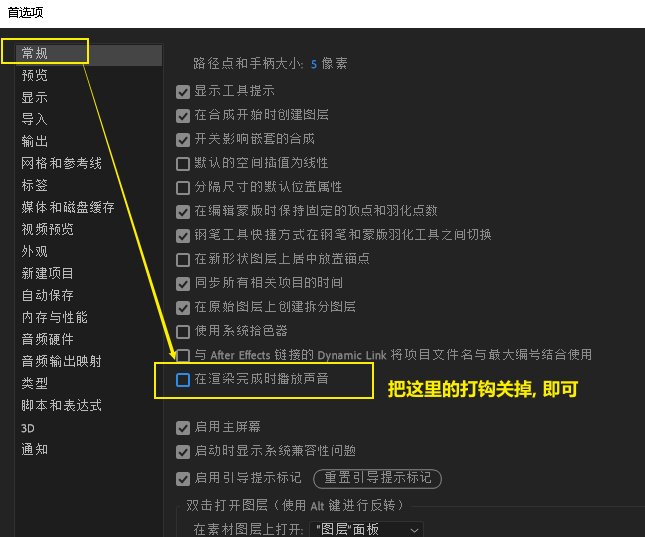 首选项
常规
预览
显示
导入
输出
网格和参考线
标签
媒体和磁盘缓存
视频预览
外观
新建项目
自动保存
内存与性能
音频硬件
音频输出映射
类型
脚本和表达式
3D
通知
路径点和手柄大小: 5 像素
显示工具提示
在合成开始时创建图层
开关影响嵌套的合成
默认的空间插值为线性
分隔尺寸的默认位置属性
在编辑蒙版时保持固定的顶点和羽化点数
钢笔工具快捷方式在钢笔和蒙版羽化工具之间切换
在新形状图层上居中放置锚点
同步所有相关项目的时间
在原始图层上创建拆分图层
使用系统拾色器
与 After Effects 链接的 Dynamic Link 将项目文件名与最大编号结合使用
在渲染完成时播放声音
把这里的打钩关掉, 即可
启用主屏幕
启动时显示系统兼容性问题
启用引导提示标记 重置引导提示标记
双击打开图层（使用 Alt 键进行反转）
在素材图层上打开: "图层"面板